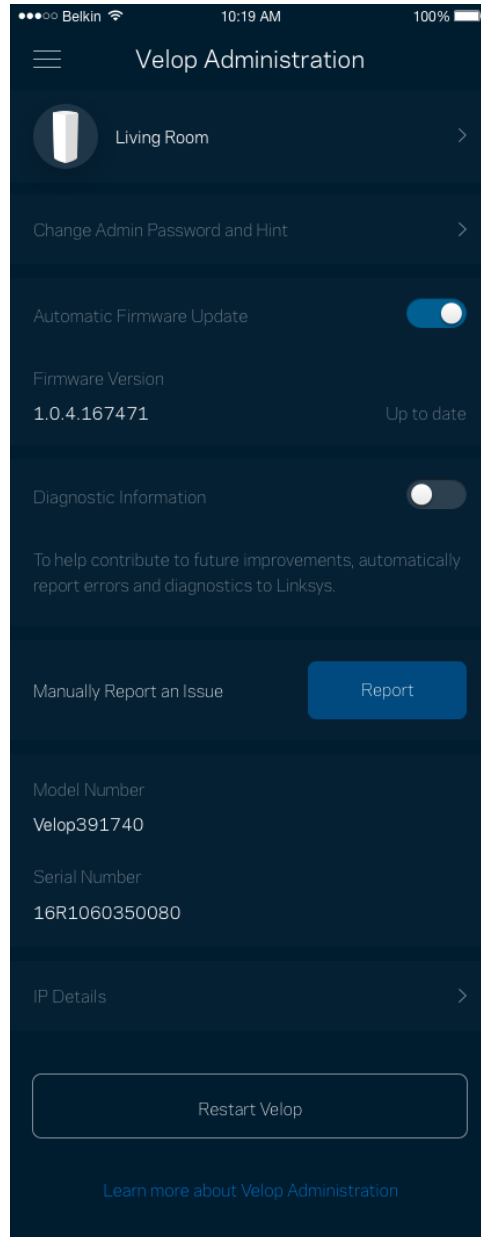 Belkin 10:19 AM 100%
Velop Administration
Living Room
Change Admin Password and Hint
Automatic Firmware Update
Firmware Version
1.0.4.167471 Up to date
Diagnostic Information
To help contribute to future improvements, automatically
report errors and diagnostics to Linksys.
Manually Report an Issue Report
Model Number
Velop391740
Serial Number
16R1060350080
IP Details
Restart Velop
Learn more about Velop Administration